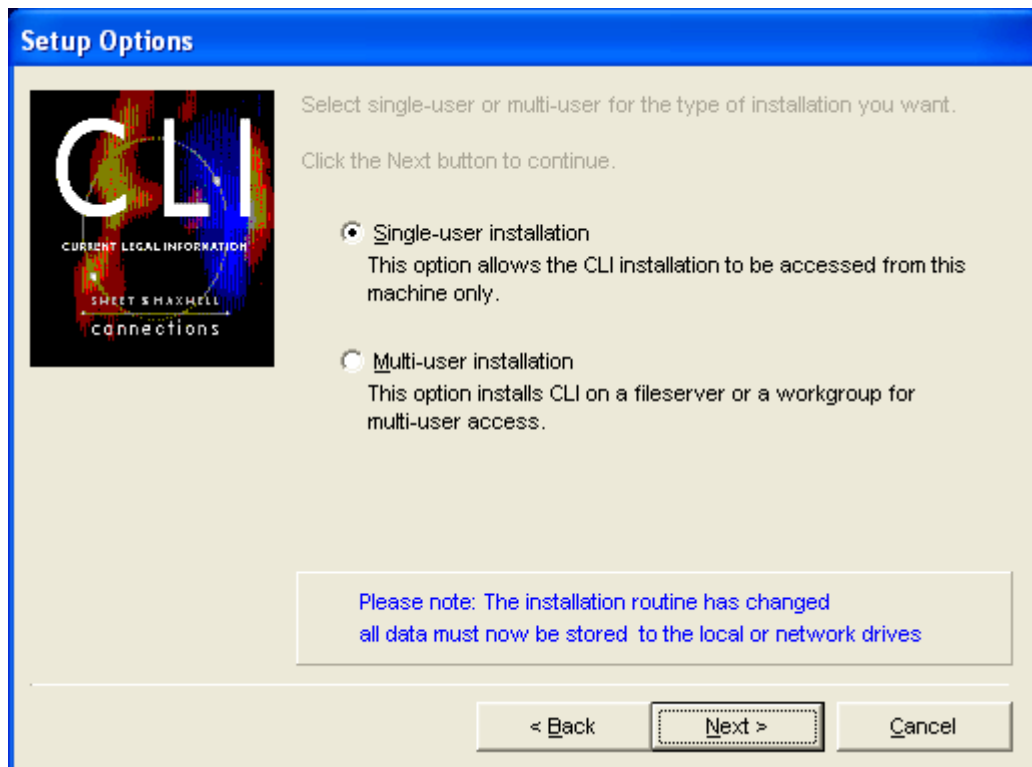 Setup Options
CLI
CURRENT LEGAL INFORMATION
SWEET & MAXWELL
connections
Select single-user or multi-user for the type of installation you want.
Click the Next button to continue.
Single-user installation
This option allows the CLI installation to be accessed from this
machine only.
Multi-user installation
This option installs CLI on a fileserver or a workgroup for
multi-user access.
Please note: The installation routine has changed
all data must now be stored to the local or network drives
< Back
Next >
Cancel